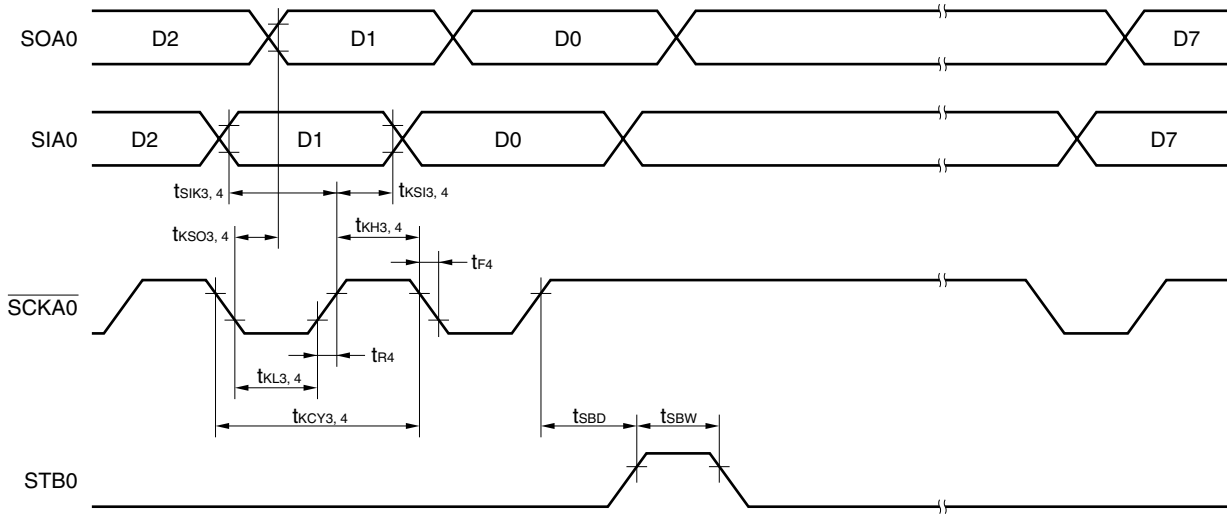 SOA0 D2 D1 D0 D7
SIA0 D2 D1 D0 D7
tSIK3, 4 tKSI3, 4
tKSO3, 4 tKH3, 4
tF4
SCKA0
tR4
tKL3, 4
tKCY3, 4 tSBD tSBW
STB0